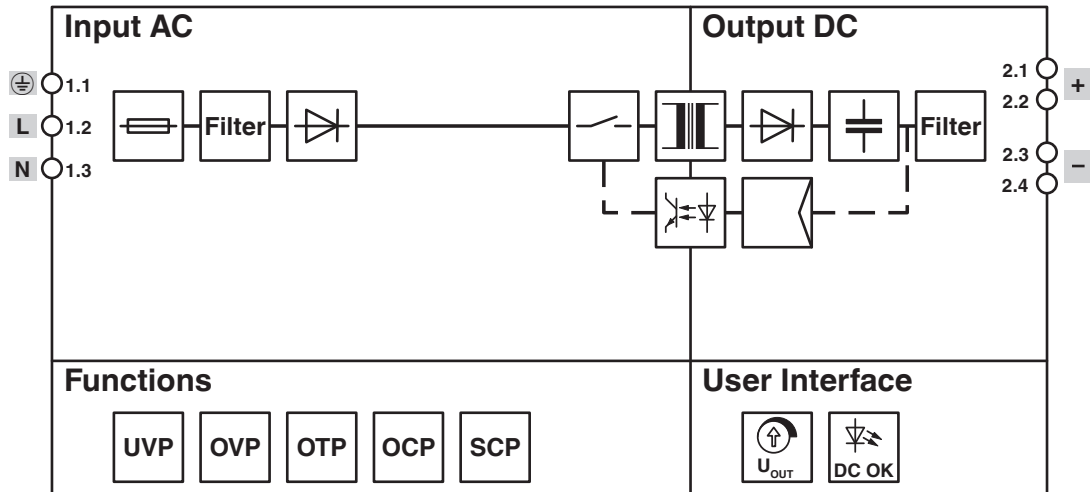 Input AC
Output DC
1.1
L 1.2
N 1.3
Filter
Filter
2.1
2.2
+
2.3
2.4
–
Functions
User Interface
UVP
OVP
OTP
OCP
SCP
UOUT
DC OK